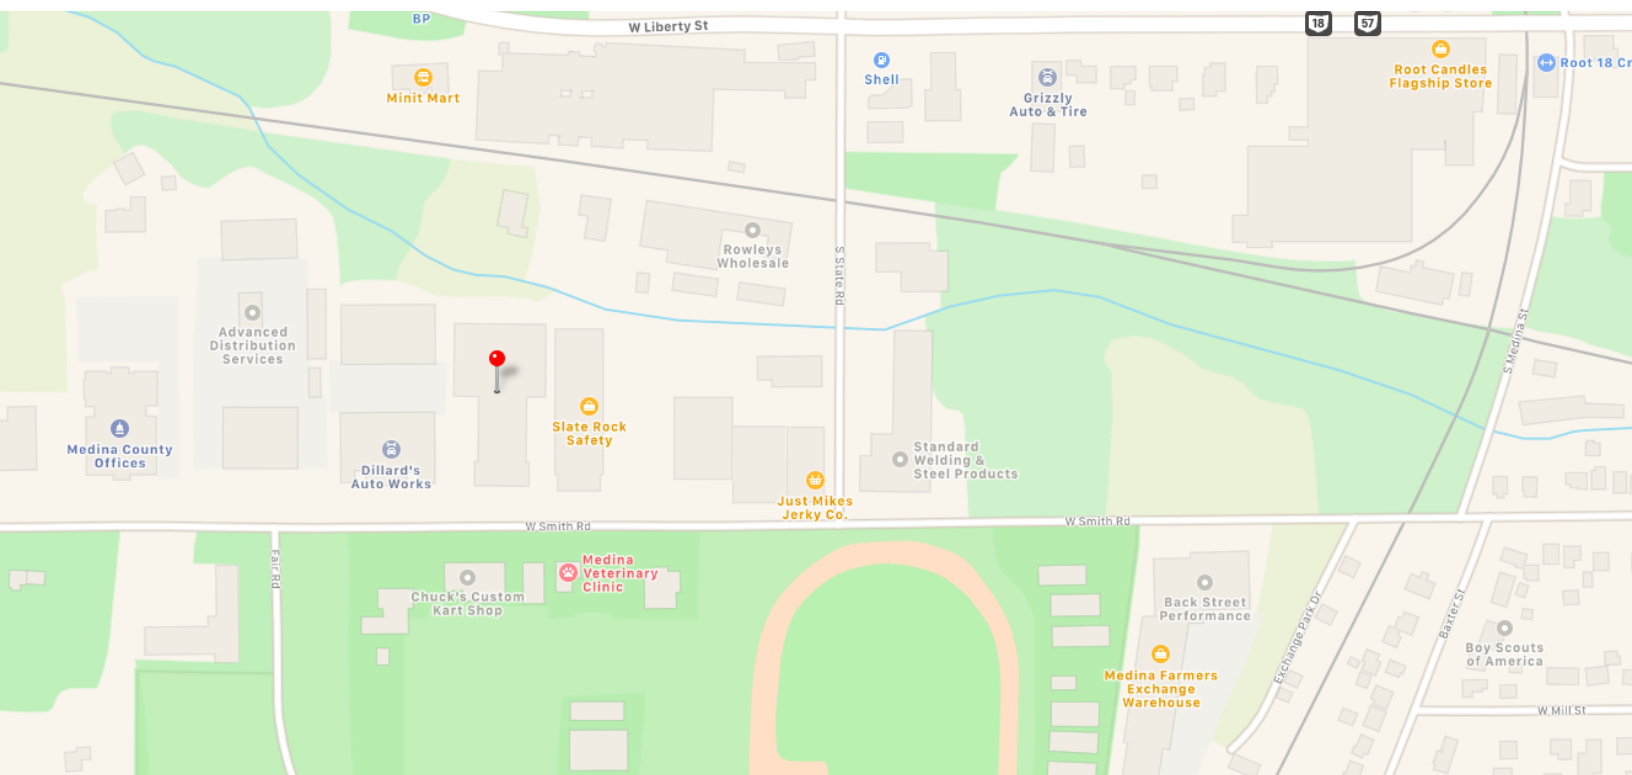 BP
W Liberty St
18
57
Minit Mart
Shell
Grizzly
Auto & Tire
Root Candles
Flagship Store
Root 18 Cr
Rowleys
Wholesale
S State Rd
Advanced
Distribution
Services
S Medina St
Medina County
Offices
Dillard's
Auto Works
Slate Rock
Safety
Standard
Welding &
Steel Products
Just Mikes
Jerky Co.
W Smith Rd
W Smith Rd
Fair Rd
Chuck's Custom
Kart Shop
Medina
Veterinary
Clinic
Back Street
Performance
Exchange Park Dr
Baxter St
Boy Scouts
of America
Medina Farmers
Exchange
Warehouse
W Mill St